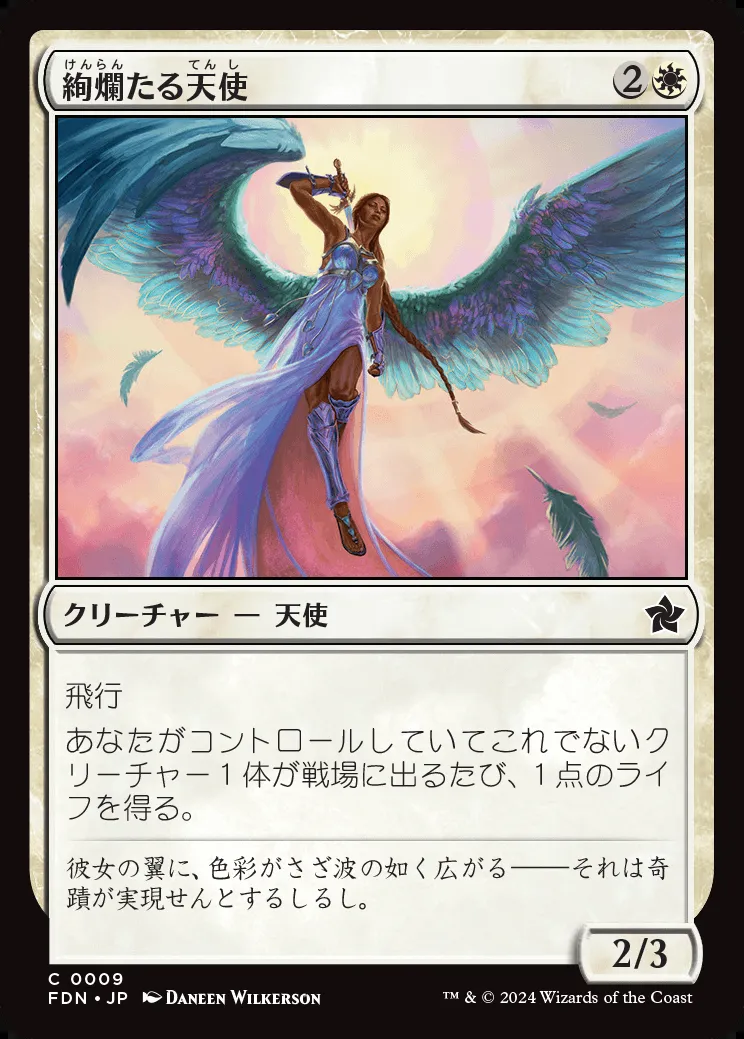 けんらん てんし
絢爛たる天使
2
クリーチャー — 天使
飛行
あなたがコントロールしていてこれでないク
リーチャー１体が戦場に出るたび、１点のライ
フを得る。
彼女の翼に、色彩がさざ波の如く広がる——それは奇
蹟が実現せんとするしるし。
2/3
C 0009
FDN • JP DANEEN WILKERSON
™ & © 2024 Wizards of the Coast